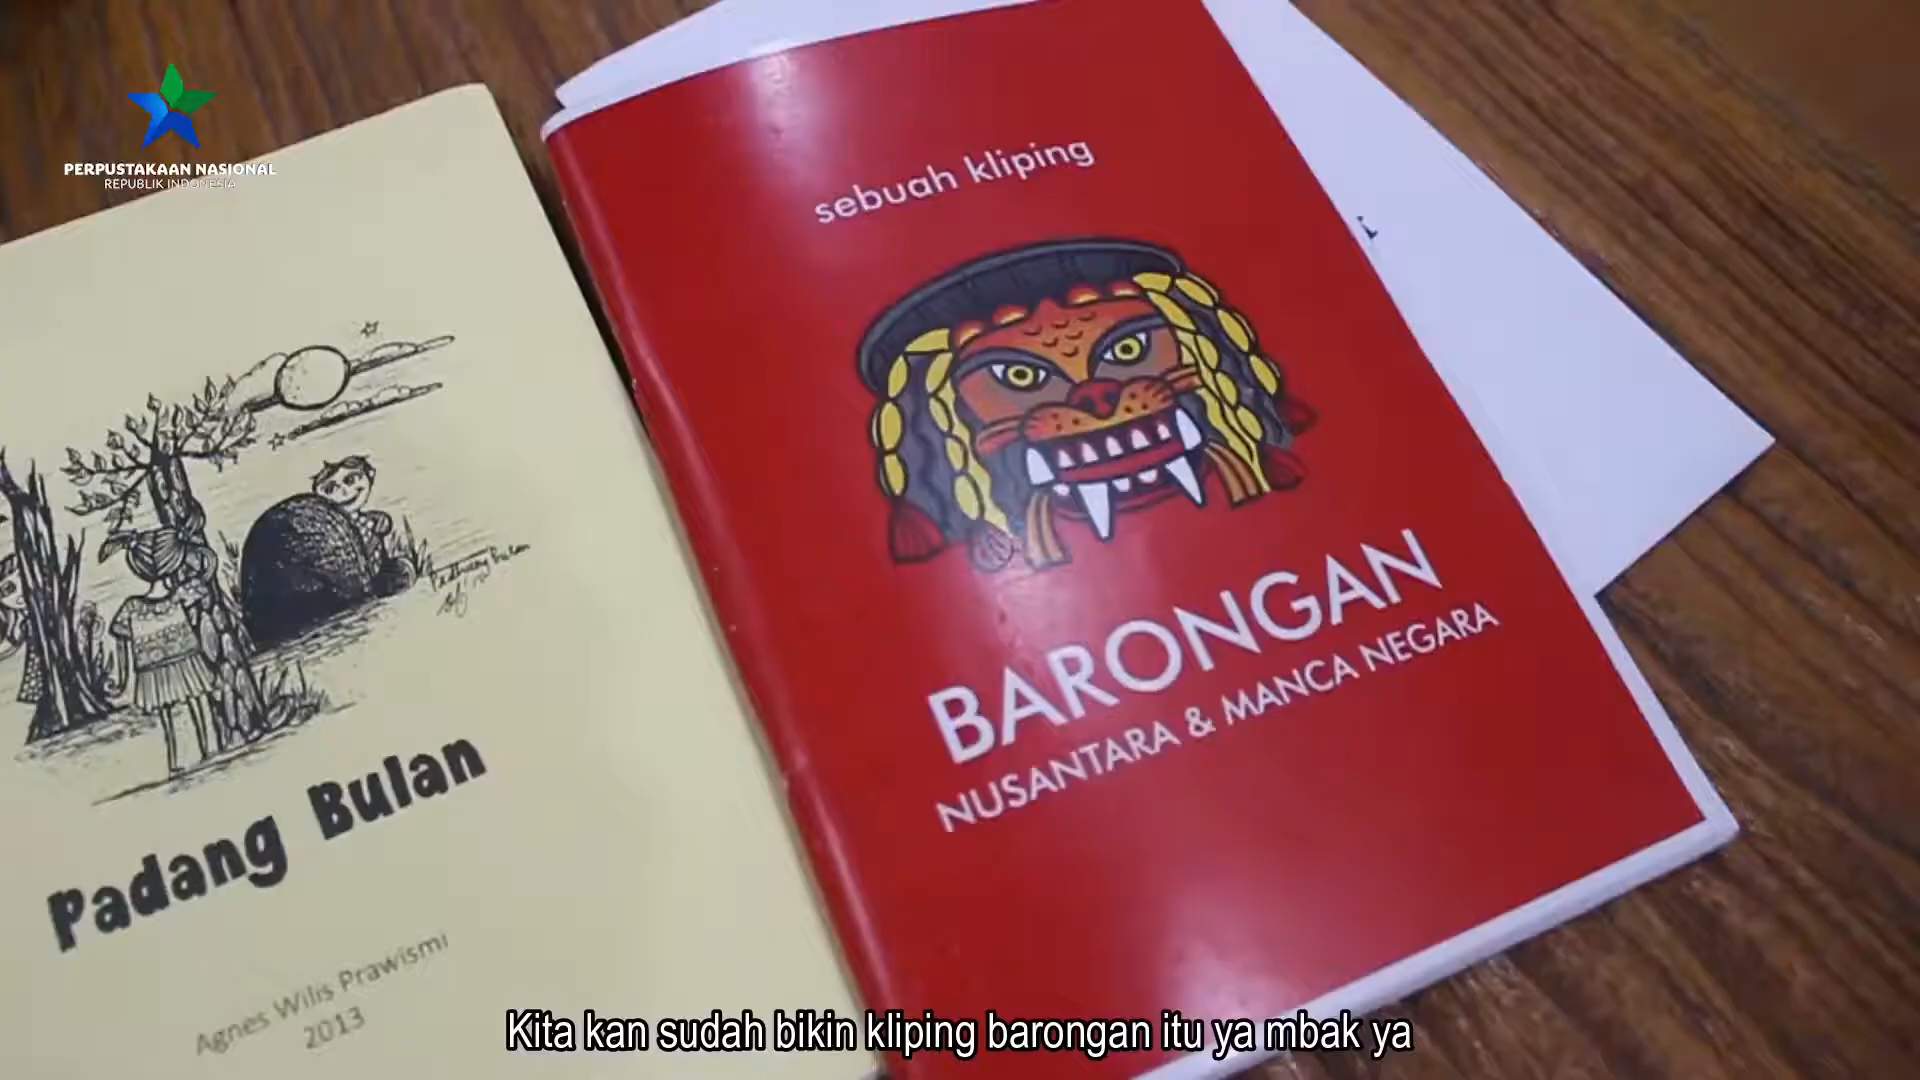 PERPUSTAKAAN NASIONAL
REPUBLIK INDONESIA
sebuah kliping
BARONGAN
NUSANTARA & MANCA NEGARA
Padang Bulan
Agnes Wilis Prawismi
2013
Kita kan sudah bikin kliping barongan itu ya mbak ya